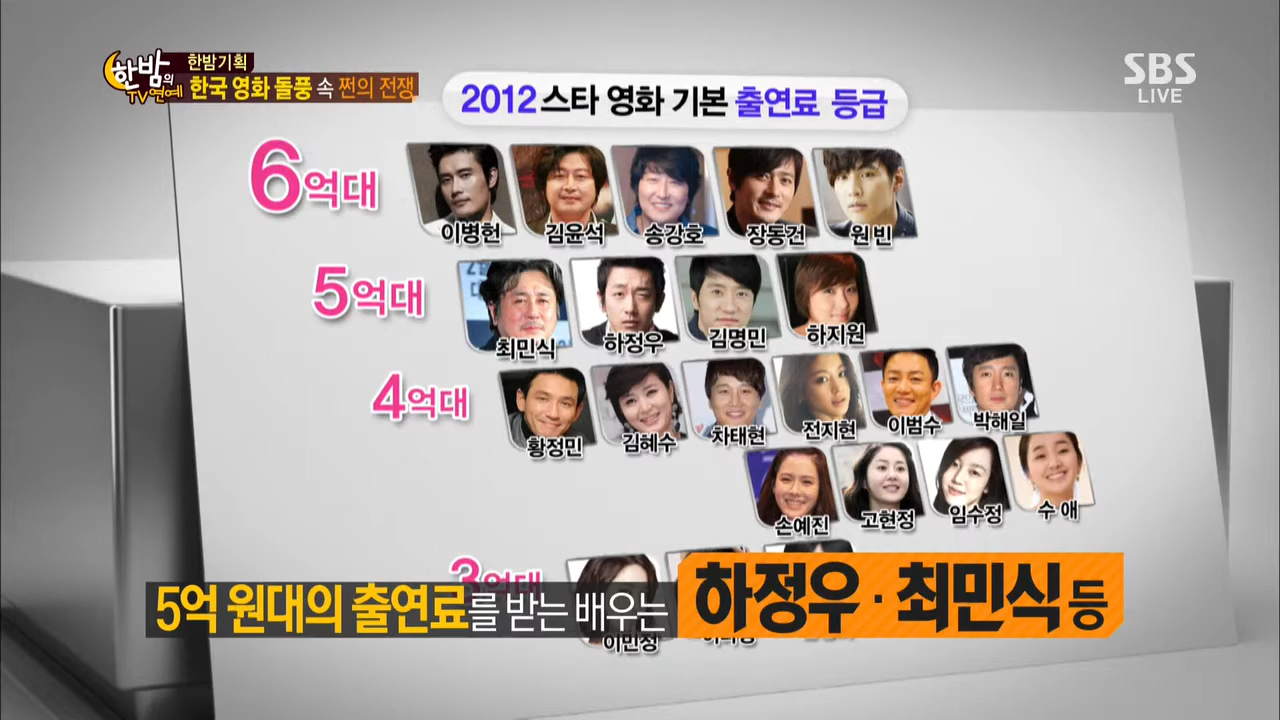 한밤의
TV연예
한밤기획
한국 영화 돌풍 속 쩐의 전쟁
SBS
LIVE
2012 스타 영화 기본 출연료 등급
6억대
이병헌 김윤석 송강호 장동건 원빈
5억대
최민식 하정우 김명민 하지원
4억대
황정민 김혜수 차태현 전지현 이범수 박해일
손예진 고현정 임수정 수애
3억대
이민정
5억 원대의 출연료를 받는 배우는 하정우·최민식 등